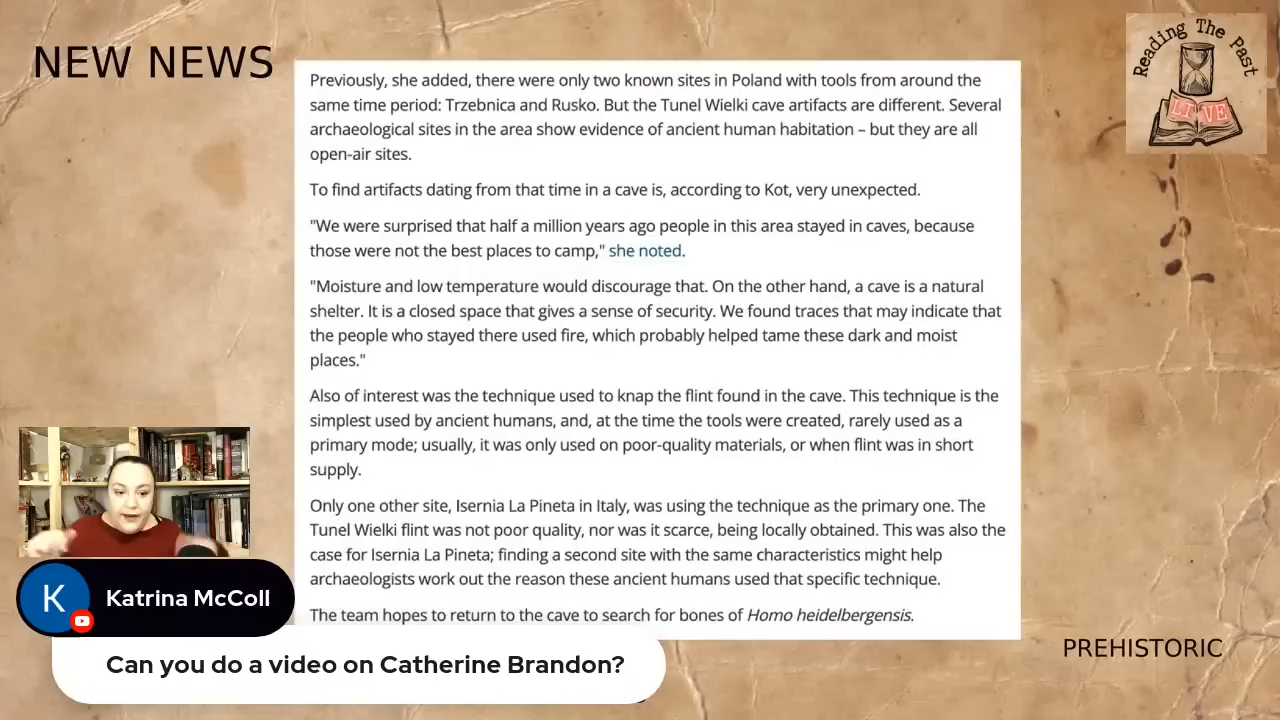 NEW NEWS
Reading The Past
LIVE
Previously, she added, there were only two known sites in Poland with tools from around the
same time period: Trzebnica and Rusko. But the Tunel Wielki cave artifacts are different. Several
archaeological sites in the area show evidence of ancient human habitation – but they are all
open-air sites.
To find artifacts dating from that time in a cave is, according to Kot, very unexpected.
"We were surprised that half a million years ago people in this area stayed in caves, because
those were not the best places to camp," she noted.
"Moisture and low temperature would discourage that. On the other hand, a cave is a natural
shelter. It is a closed space that gives a sense of security. We found traces that may indicate that
the people who stayed there used fire, which probably helped tame these dark and moist
places."
Also of interest was the technique used to knap the flint found in the cave. This technique is the
simplest used by ancient humans, and, at the time the tools were created, rarely used as a
primary mode; usually, it was only used on poor-quality materials, or when flint was in short
supply.
Only one other site, Isernia La Pineta in Italy, was using the technique as the primary one. The
Tunel Wielki flint was not poor quality, nor was it scarce, being locally obtained. This was also the
case for Isernia La Pineta; finding a second site with the same characteristics might help
archaeologists work out the reason these ancient humans used that specific technique.
The team hopes to return to the cave to search for bones of Homo heidelbergensis.
K
Katrina McColl
Can you do a video on Catherine Brandon?
PREHISTORIC